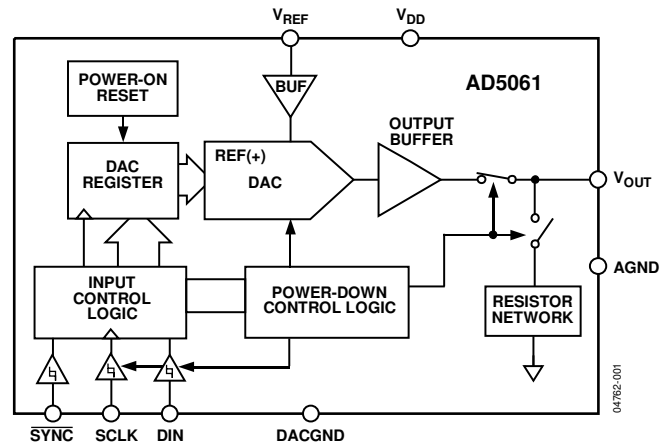 VREF
VDD
POWER-ON
RESET
BUF
AD5061
OUTPUT
BUFFER
REF(+)
DAC
REGISTER
DAC
VOUT
AGND
INPUT
CONTROL
LOGIC
POWER-DOWN
CONTROL LOGIC
RESISTOR
NETWORK
04762-001
SYNC
SCLK
DIN
DACGND